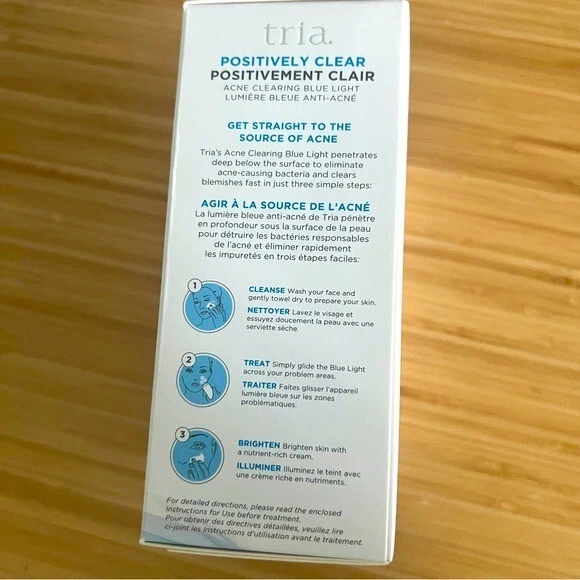 tria.
POSITIVELY CLEAR
POSITIVEMENT CLAIR
ACNE CLEARING BLUE LIGHT
LUMIÈRE BLEUE ANTI-ACNÉ
GET STRAIGHT TO THE
SOURCE OF ACNE
Tria's Acne Clearing Blue Light penetrates
deep below the surface to eliminate
acne-causing bacteria and clears
blemishes fast in just three simple steps:
AGIR À LA SOURCE DE L'ACNÉ
La lumière bleue anti-acné de Tria pénètre
en profondeur sous la surface de la peau
pour détruire les bactéries responsables
de l'acné et éliminer rapidement
les impuretés en trois étapes faciles:
1
CLEANSE Wash your face and
gently towel dry to prepare your skin.
NETTOYER Lavez le visage et
essuyez doucement la peau avec une
serviette sèche.
2
TREAT Simply glide the Blue Light
across your problem areas.
TRAITER Faites glisser l'appareil
lumière bleue sur les zones
problématiques.
3
BRIGHTEN Brighten skin with
a nutrient-rich cream.
ILLUMINER Illuminez le teint avec
une crème riche en nutriments.
For detailed directions, please read the enclosed
Instructions for Use before treatment.
Pour obtenir des directives détaillées, veuillez lire
ci-joint les Instructions d'utilisation avant le traitement.